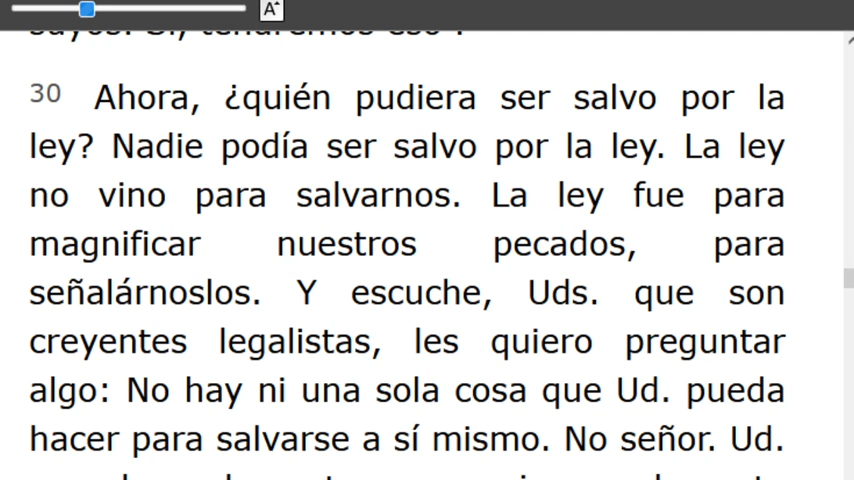 A
30 Ahora, ¿quién pudiera ser salvo por la
ley? Nadie podía ser salvo por la ley. La ley
no vino para salvarnos. La ley fue para
magnificar nuestros pecados, para
señalárnoslos. Y escuche, Uds. que son
creyentes legalistas, les quiero preguntar
algo: No hay ni una sola cosa que Ud. pueda
hacer para salvarse a sí mismo. No señor. Ud.